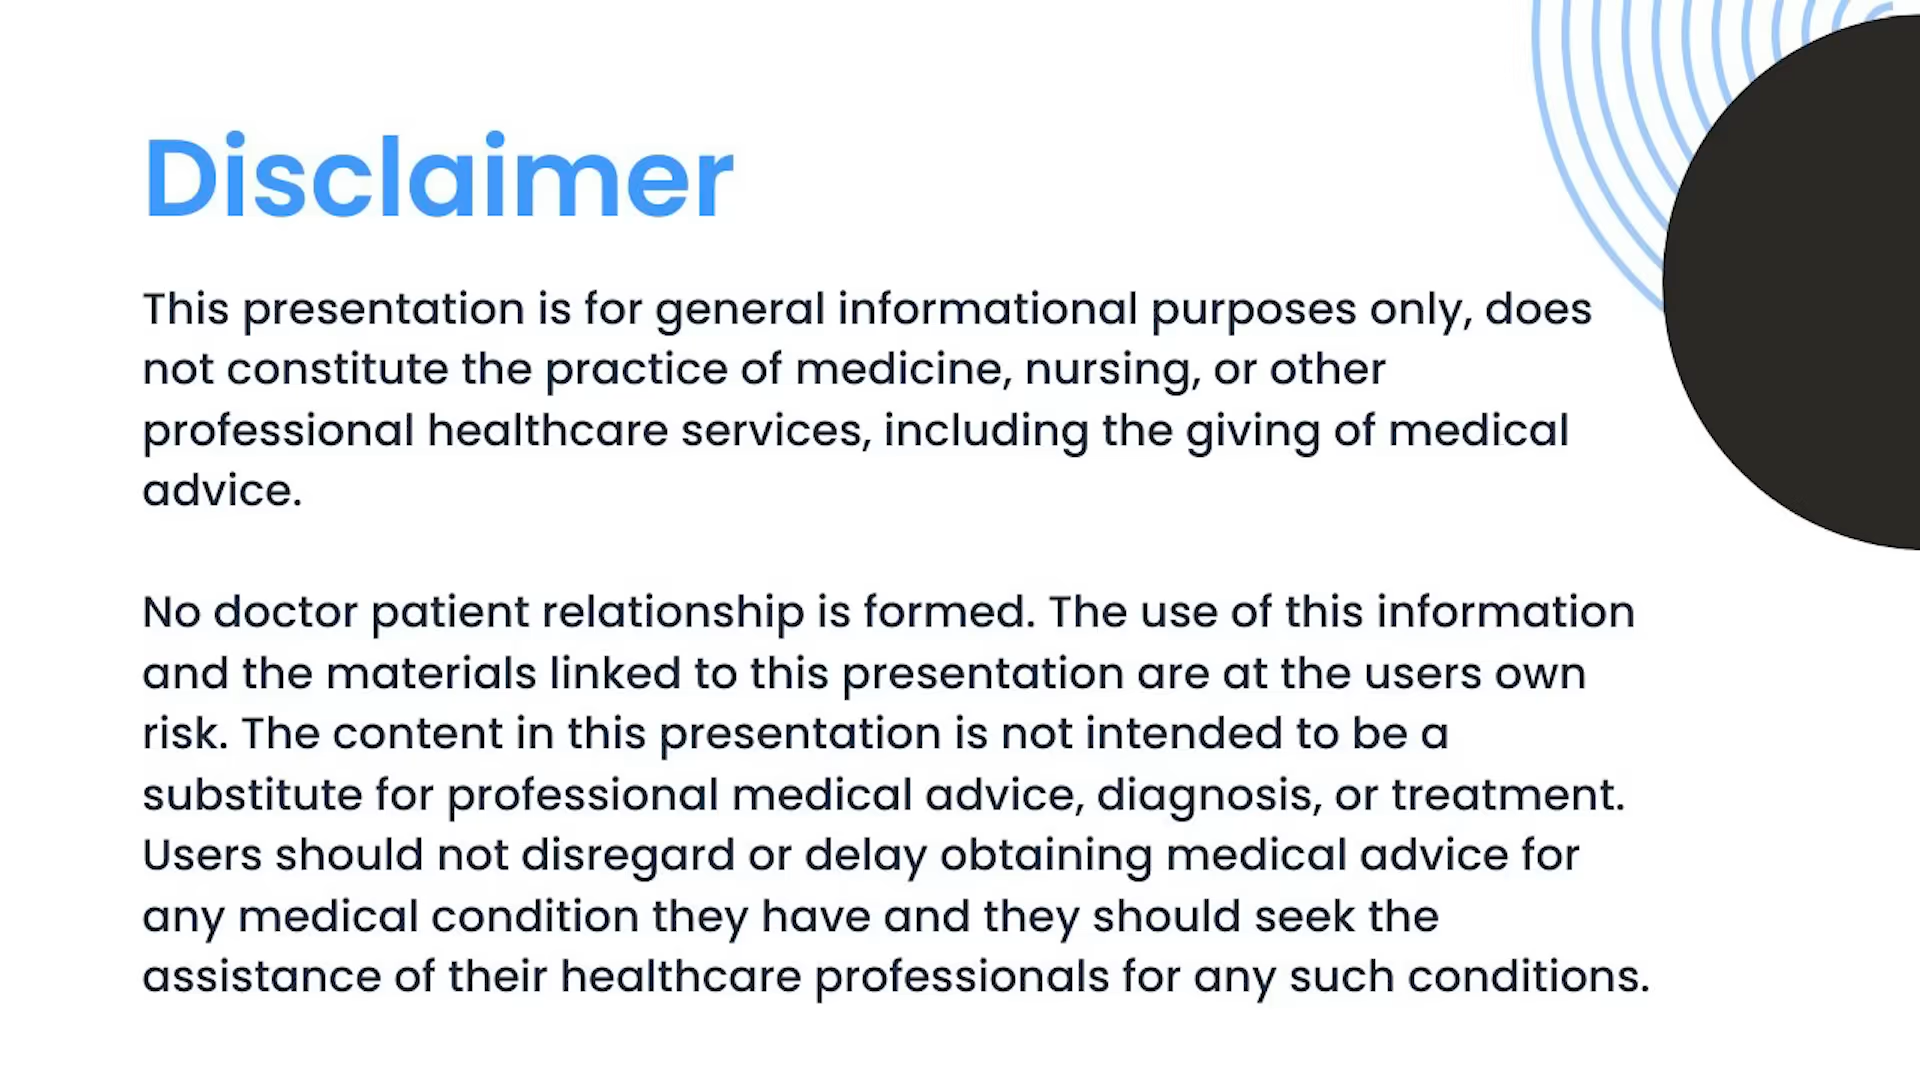 Disclaimer
This presentation is for general informational purposes only, does
not constitute the practice of medicine, nursing, or other
professional healthcare services, including the giving of medical
advice.
No doctor patient relationship is formed. The use of this information
and the materials linked to this presentation are at the users own
risk. The content in this presentation is not intended to be a
substitute for professional medical advice, diagnosis, or treatment.
Users should not disregard or delay obtaining medical advice for
any medical condition they have and they should seek the
assistance of their healthcare professionals for any such conditions.